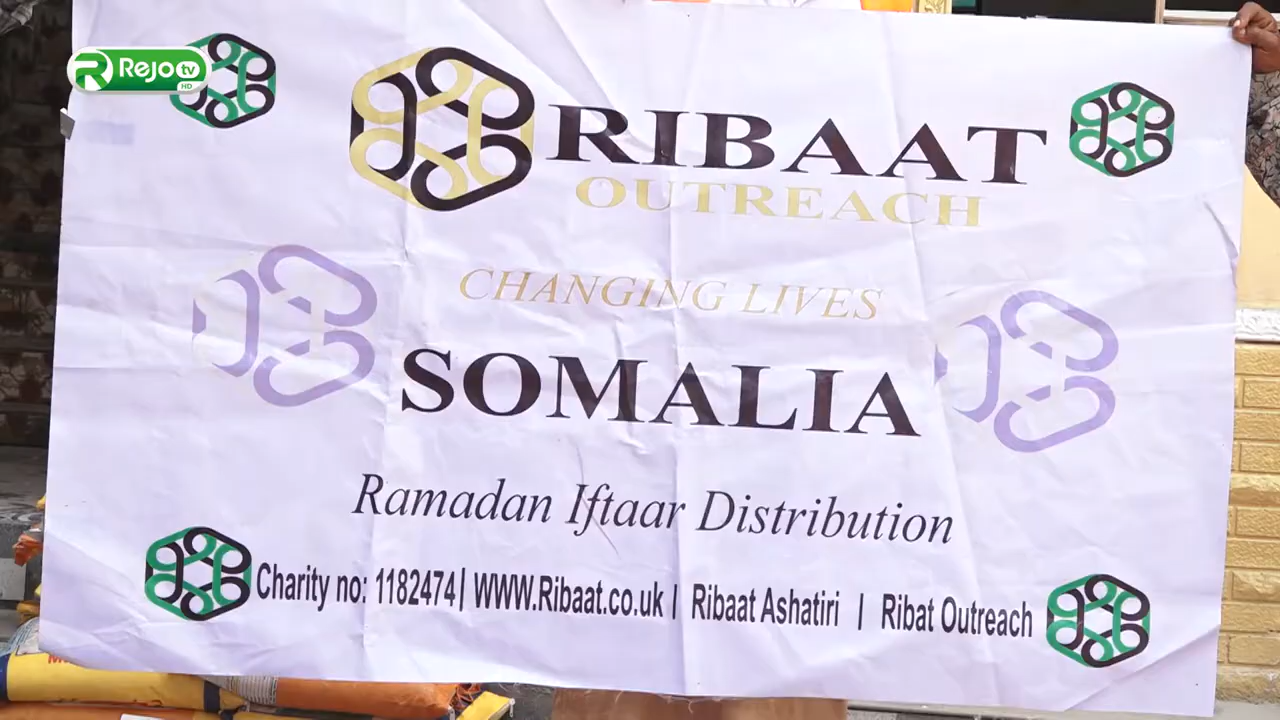 Rejo tv
HD
RIBAAT
OUTREACH
CHANGING LIVES
SOMALIA
Ramadan Iftaar Distribution
Charity no: 1182474| WWW.Ribaat.co.uk | Ribaat Ashatiri | Ribat Outreach